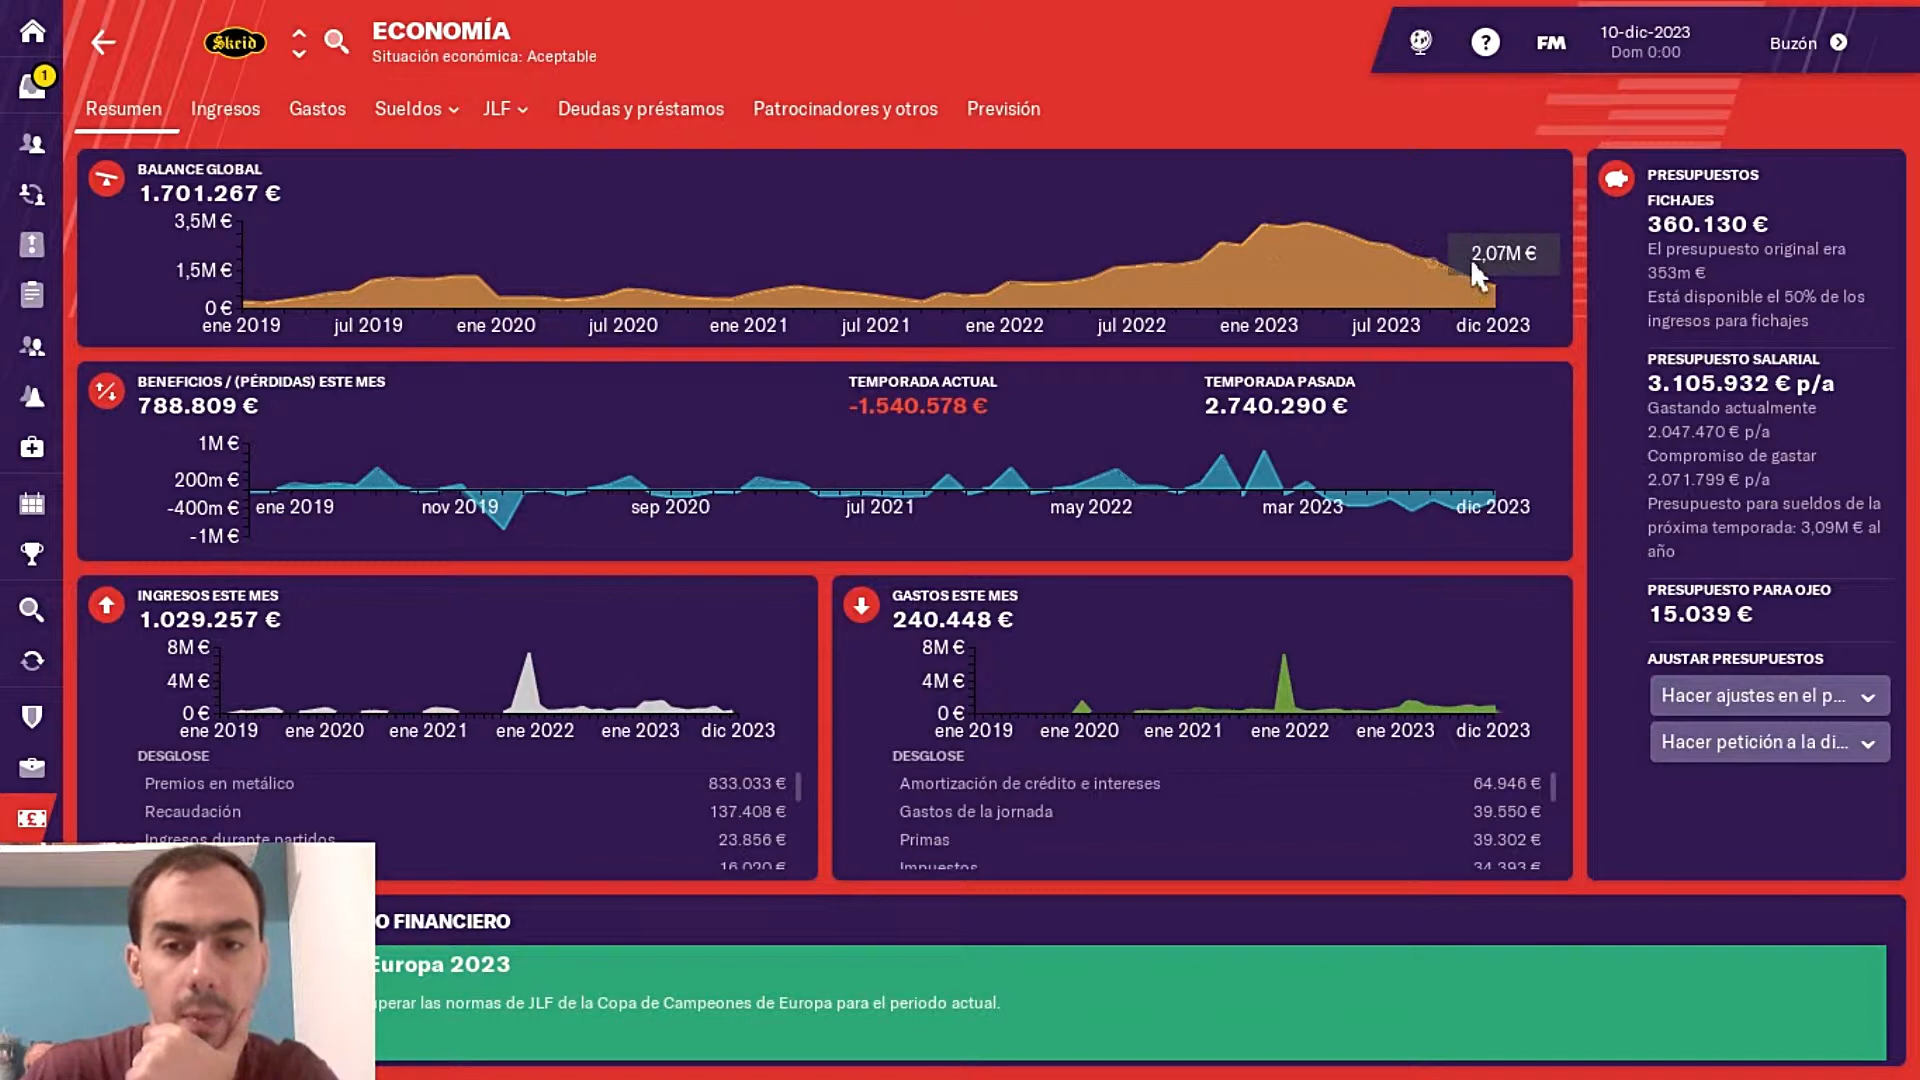 Skeid
ECONOMÍA
Situación económica: Aceptable
1
FM
10-dic-2023
Dom 0:00
Buzón
Resumen
Ingresos
Gastos
Sueldos
JLF
Deudas y préstamos
Patrocinadores y otros
Previsión
BALANCE GLOBAL
1.701.267 €
3,5M €
1,5M €
0 €
2,07M €
ene 2019
jul 2019
ene 2020
jul 2020
ene 2021
jul 2021
ene 2022
jul 2022
ene 2023
jul 2023
dic 2023
BENEFICIOS / (PÉRDIDAS) ESTE MES
788.809 €
TEMPORADA ACTUAL
-1.540.578 €
TEMPORADA PASADA
2.740.290 €
1M €
200m €
-400m €
-1M €
ene 2019
nov 2019
sep 2020
jul 2021
may 2022
mar 2023
dic 2023
INGRESOS ESTE MES
1.029.257 €
8M €
4M €
0 €
ene 2019
ene 2020
ene 2021
ene 2022
ene 2023
dic 2023
DESGLOSE
Premios en metálico 833.033 €
Recaudación 137.408 €
Ingresos durante partidos 23.856 €
16.020 €
GASTOS ESTE MES
240.448 €
8M €
4M €
0 €
ene 2019
ene 2020
ene 2021
ene 2022
ene 2023
dic 2023
DESGLOSE
Amortización de crédito e intereses 64.946 €
Gastos de la jornada 39.550 €
Primas 39.302 €
Impuestos 34.393 €
PRESUPUESTOS
FICHAJES
360.130 €
El presupuesto original era
353m €
Está disponible el 50% de los
ingresos para fichajes
PRESUPUESTO SALARIAL
3.105.932 € p/a
Gastando actualmente
2.047.470 € p/a
Compromiso de gastar
2.071.799 € p/a
Presupuesto para sueldos de la
próxima temporada: 3,09M € al
año
PRESUPUESTO PARA OJEO
15.039 €
AJUSTAR PRESUPUESTOS
Hacer ajustes en el p...
Hacer petición a la di...
O FINANCIERO
Europa 2023
perar las normas de JLF de la Copa de Campeones de Europa para el periodo actual.